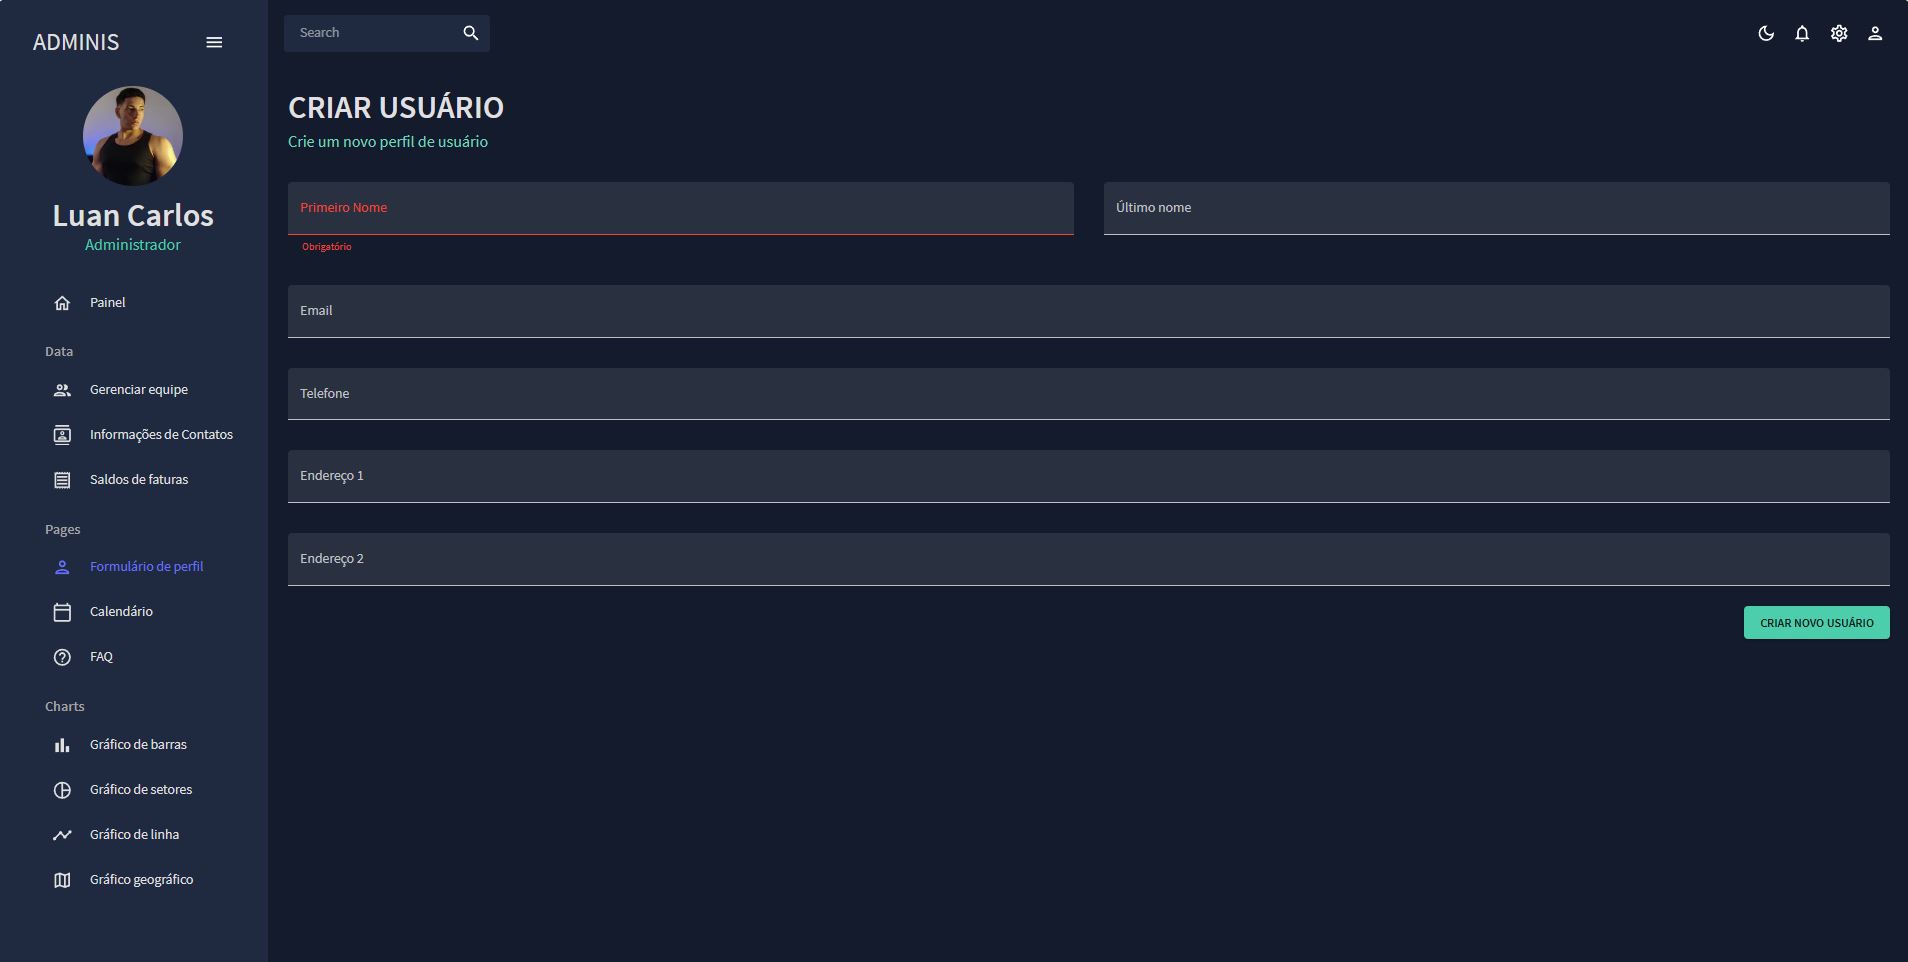 ADMINIS
Luan Carlos
Administrador
Painel
Data
Gerenciar equipe
Informações de Contatos
Saldos de faturas
Pages
Formulário de perfil
Calendário
FAQ
Charts
Gráfico de barras
Gráfico de setores
Gráfico de linha
Gráfico geográfico
Search
CRIAR USUÁRIO
Crie um novo perfil de usuário
Primeiro Nome
Obrigatório
Último nome
Email
Telefone
Endereço 1
Endereço 2
CRIAR NOVO USUÁRIO